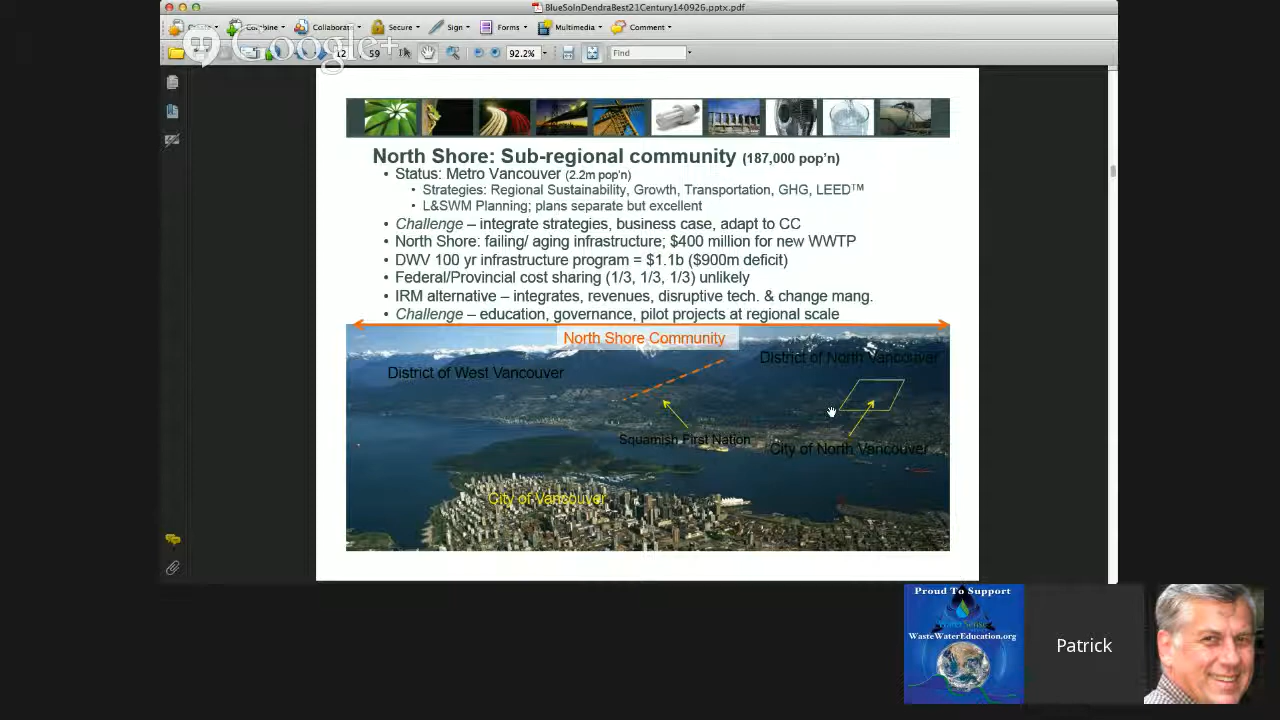 BlueSolnDendraBest21Century140926.pptx.pdf
Combine Collaborate Secure Sign Forms Multimedia Comment
Google+
12 59 92.2% Find
North Shore: Sub-regional community (187,000 pop’n)
• Status: Metro Vancouver (2.2m pop'n)
• Strategies: Regional Sustainability, Growth, Transportation, GHG, LEED™
• L&SWM Planning; plans separate but excellent
• Challenge – integrate strategies, business case, adapt to CC
• North Shore: failing/ aging infrastructure; $400 million for new WWTP
• DWV 100 yr infrastructure program = $1.1b ($900m deficit)
• Federal/Provincial cost sharing (1/3, 1/3, 1/3) unlikely
• IRM alternative – integrates, revenues, disruptive tech. & change mang.
• Challenge – education, governance, pilot projects at regional scale
North Shore Community
District of North Vancouver
District of West Vancouver
Squamish First Nation
City of North Vancouver
City of Vancouver
Proud To Support
WaterSense
WasteWaterEducation.org
Patrick